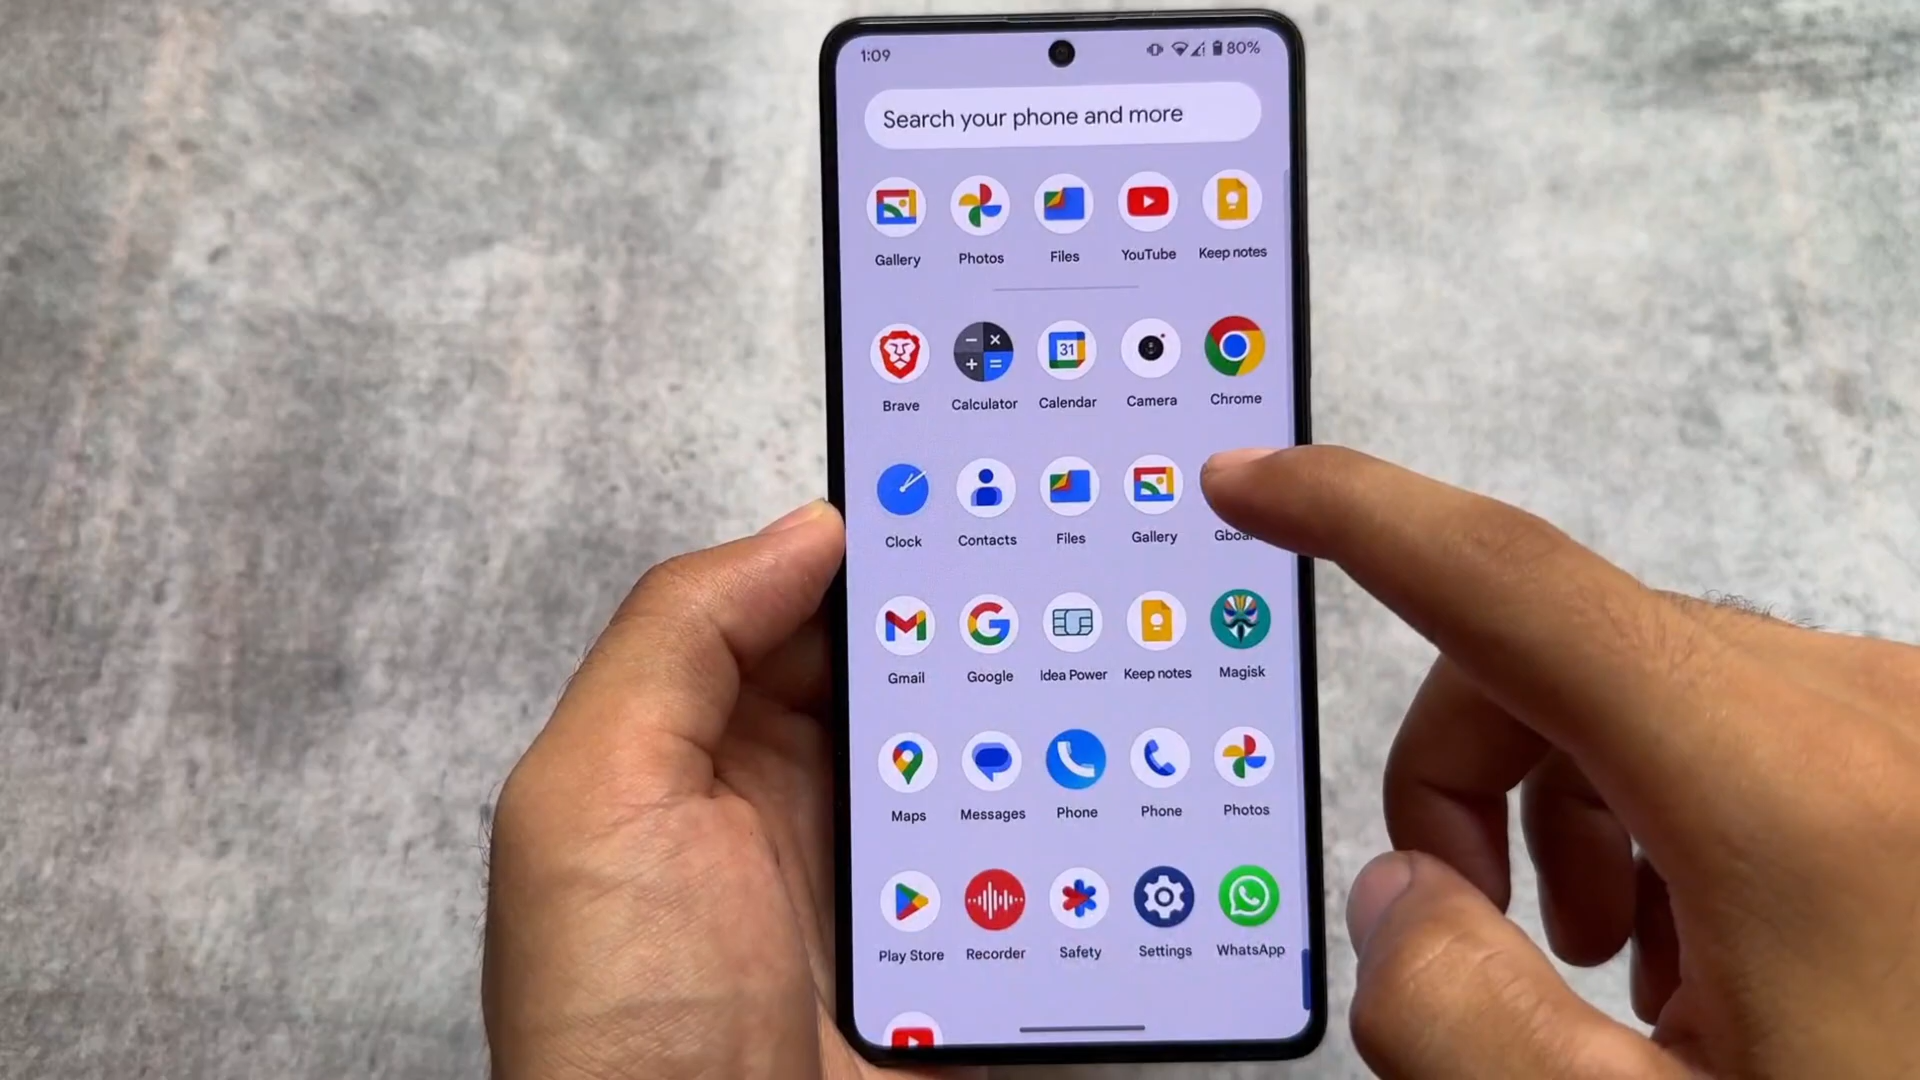 1:09 80%
Search your phone and more
Gallery Photos Files YouTube Keep notes
31
Brave Calculator Calendar Camera Chrome
Clock Contacts Files Gallery
Gmail Google Idea Power Keep notes Magisk
Maps Messages Phone Phone Photos
Play Store Recorder Safety Settings WhatsApp